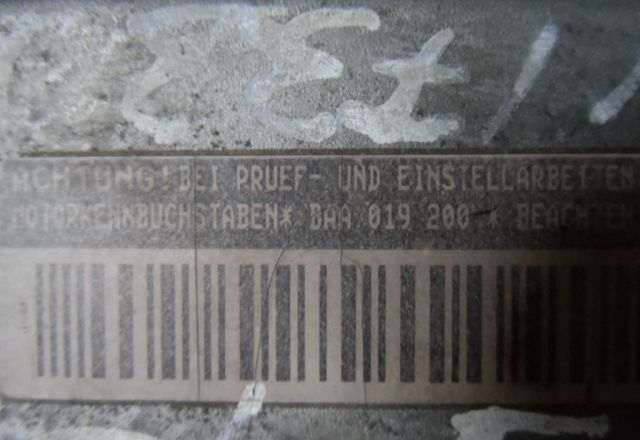 ACHTUNG! BEI PRUEF- UND EINSTELLARBEITEN
MOTORKENNBUCHSTABEN* BHA 019 200 * BEACHTEN